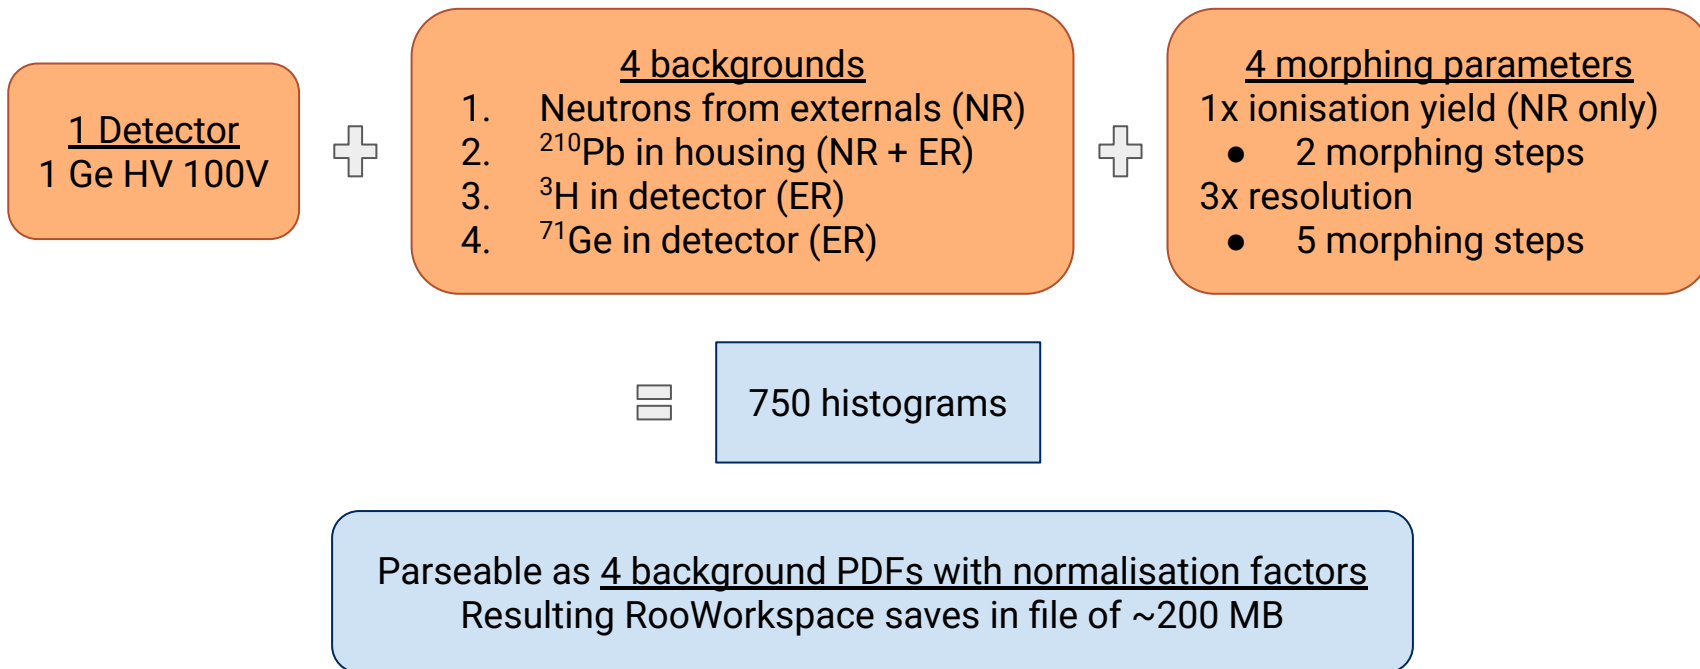 1 Detector
1 Ge HV 100V
4 backgrounds
1. Neutrons from externals (NR)
2. ²¹⁰Pb in housing (NR + ER)
3. ³H in detector (ER)
4. ⁷¹Ge in detector (ER)
4 morphing parameters
1x ionisation yield (NR only)
● 2 morphing steps
3x resolution
● 5 morphing steps
750 histograms
Parseable as 4 background PDFs with normalisation factors
Resulting RooWorkspace saves in file of ~200 MB